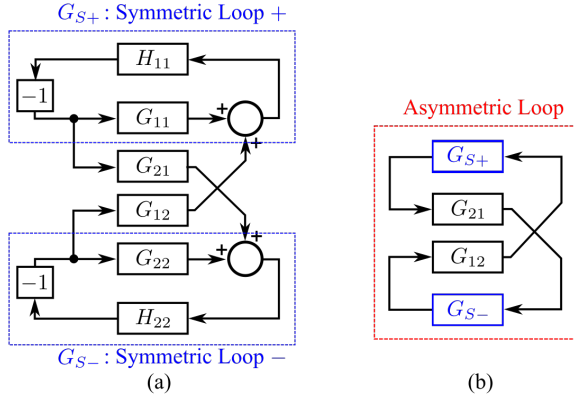 G_{S+} : Symmetric Loop +
H_{11}
−1
+
G_{11}
+
G_{21}
G_{12}
+
+
G_{22}
−1
H_{22}
G_{S−} : Symmetric Loop −
(a)
Asymmetric Loop
G_{S+}
G_{21}
G_{12}
G_{S−}
(b)